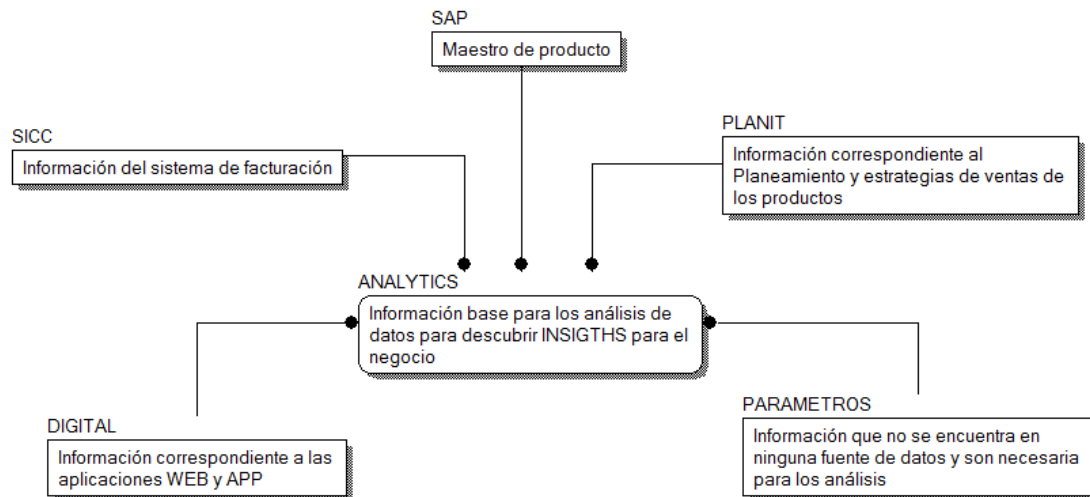 SAP
Maestro de producto
SICC
Información del sistema de facturación
PLANIT
Información correspondiente al
Planeamiento y estrategias de ventas de
los productos
ANALYTICS
Información base para los análisis de
datos para descubrir INSIGTHS para el
negocio
DIGITAL
Información correspondiente a las
aplicaciones WEB y APP
PARAMETROS
Información que no se encuentra en
ninguna fuente de datos y son necesaria
para los análisis